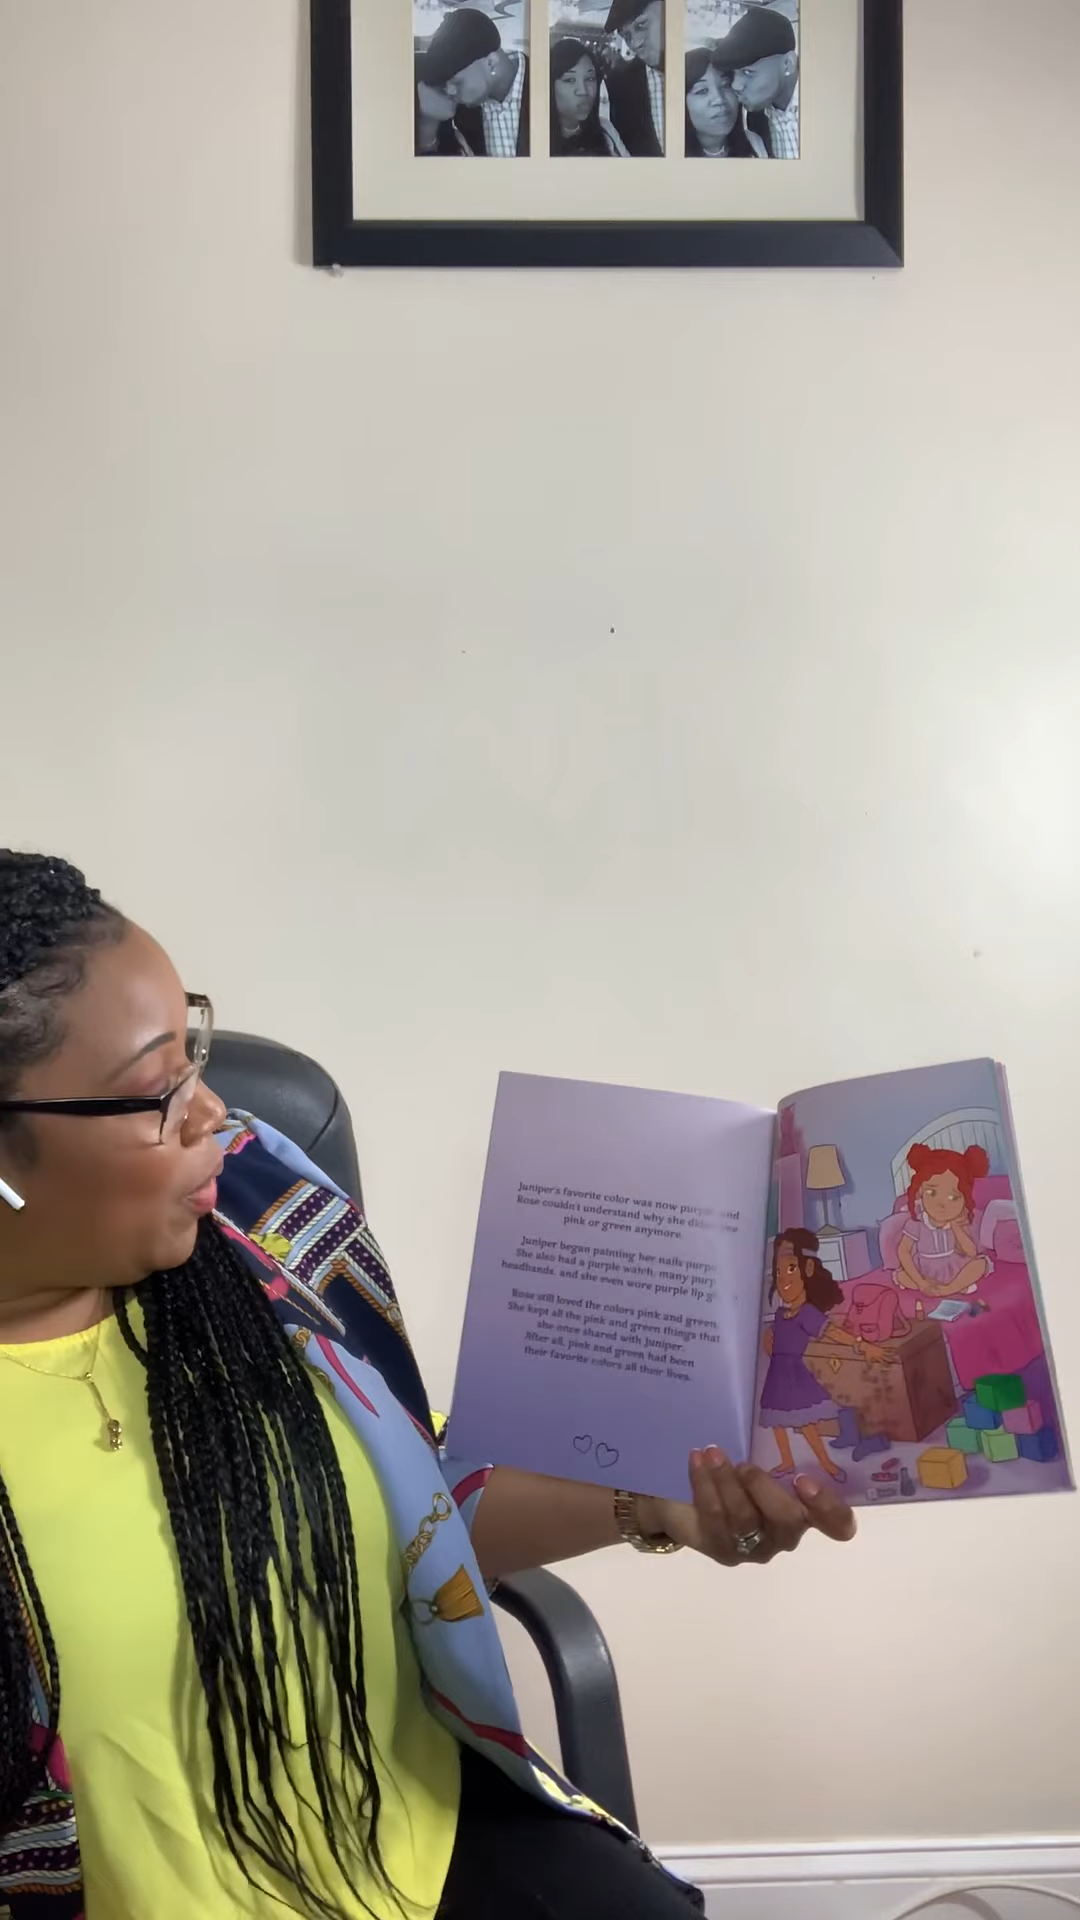 Juniper's favorite color was now purple and
Rose couldn't understand why she didn't
pink or green anymore.
Juniper began painting her nails
She also had a purple watch, many
headbands, and she even wore purple lip
Rose still loved the colors pink and green.
She kept all the pink and green things that
she once shared with Juniper.
After all, pink and green had been
their favorite colors all their lives.